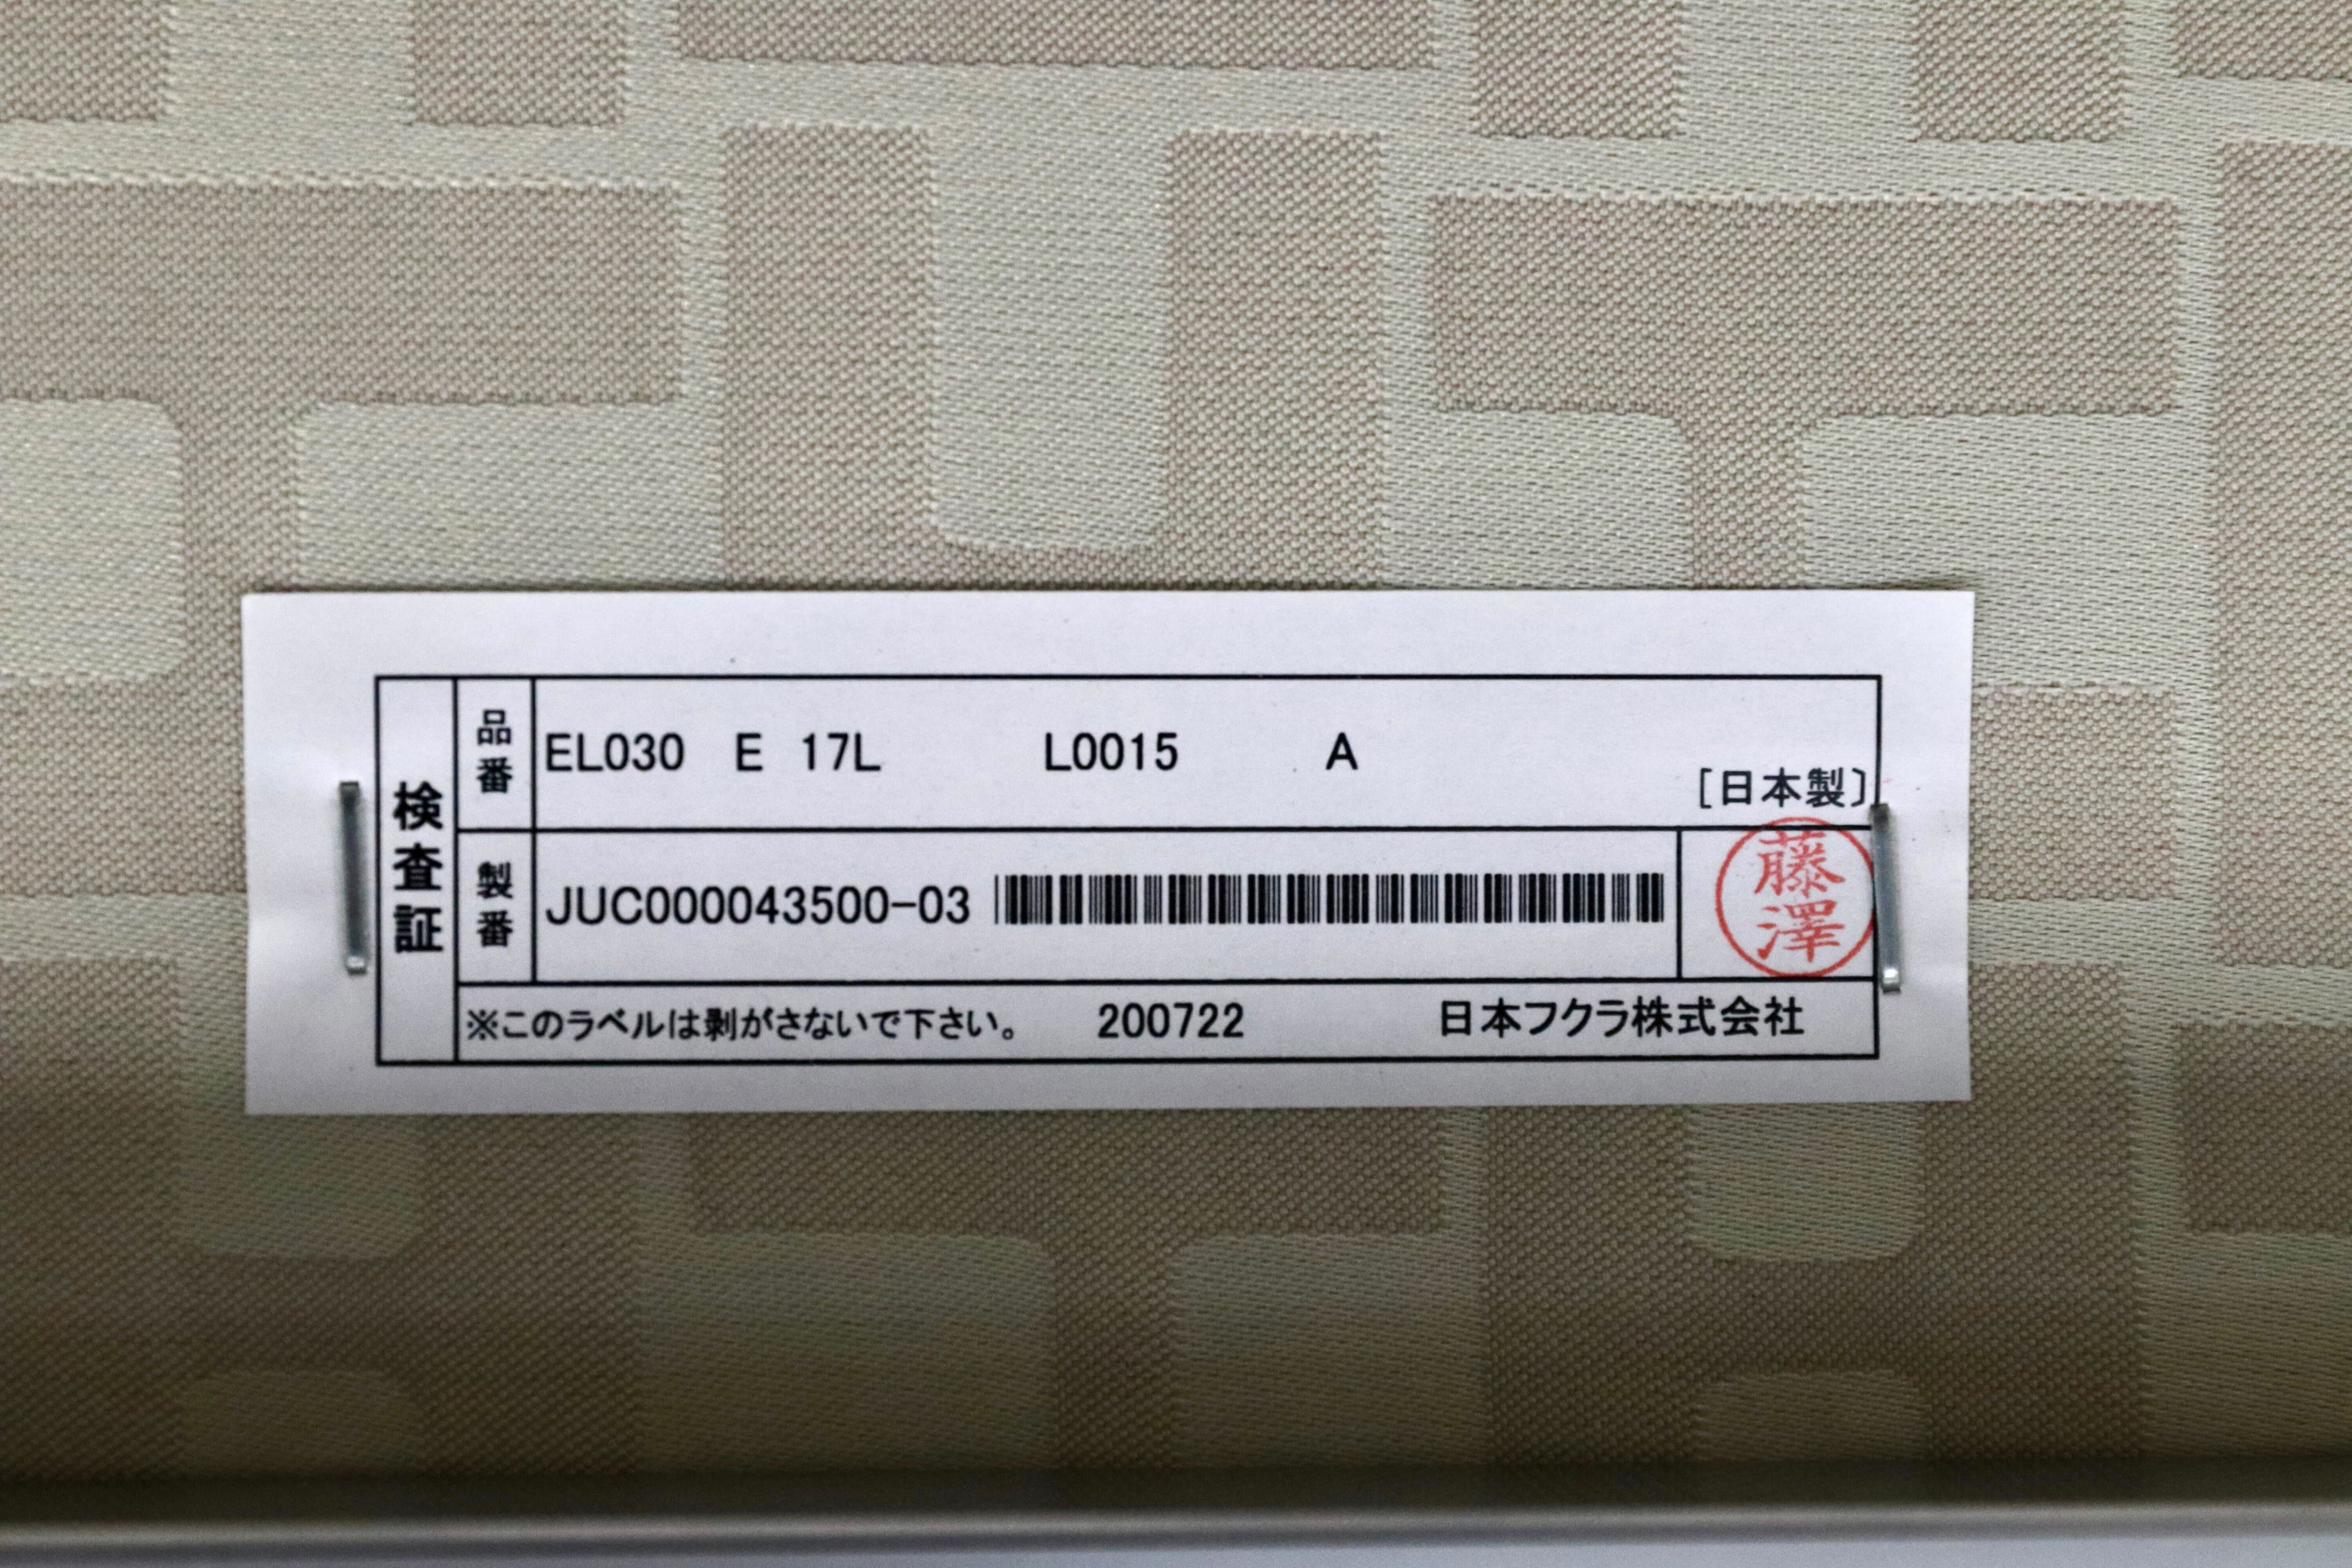 検査証
品番
EL030 E 17L L0015 A
[日本製]
製番
JUC000043500-03
藤澤
※このラベルは剥がさないで下さい。 200722 日本フクラ株式会社